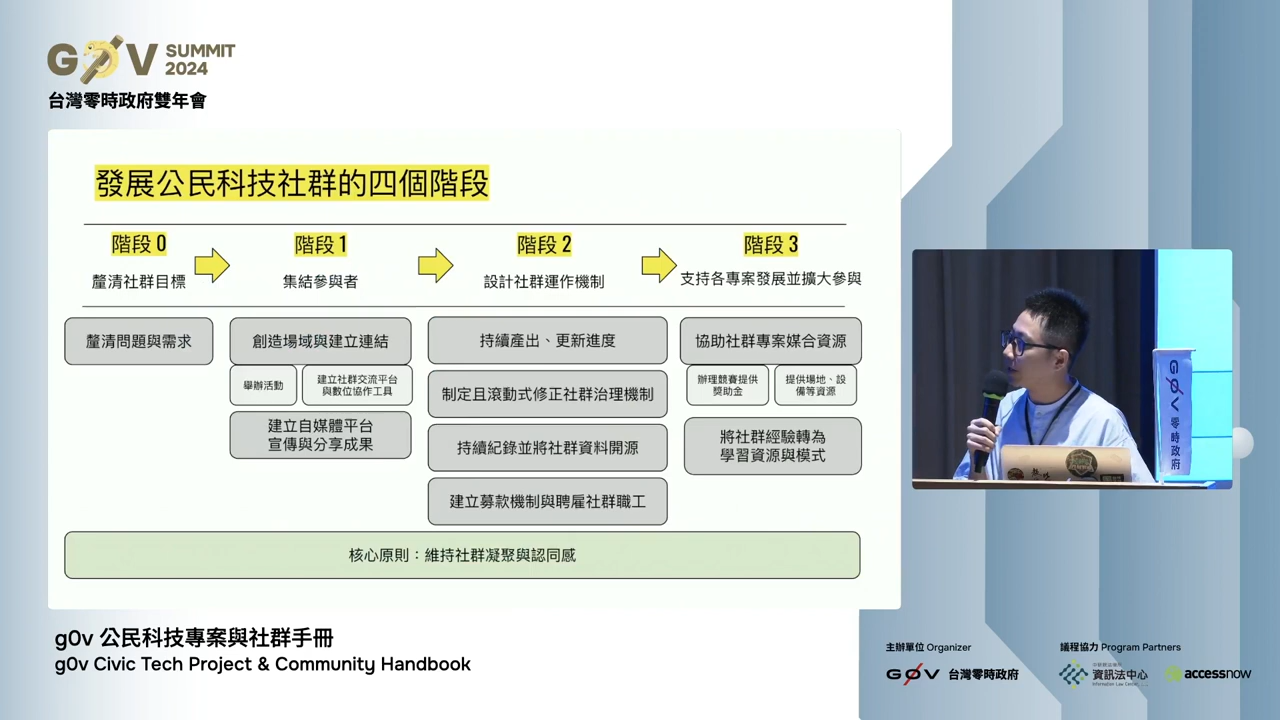 G0V SUMMIT
2024
台灣零時政府雙年會
發展公民科技社群的四個階段
階段 0
釐清社群目標
階段 1
集結參與者
階段 2
設計社群運作機制
階段 3
支持各專案發展並擴大參與
釐清問題與需求
創造場域與建立連結
舉辦活動
建立社群交流平台
與數位協作工具
建立自媒體平台
宣傳與分享成果
持續產出、更新進度
制定且滾動式修正社群治理機制
持續紀錄並將社群資料開源
建立募款機制與聘雇社群職工
協助社群專案媒合資源
辦理競賽提供
獎助金
提供場地、設
備等資源
將社群經驗轉為
學習資源與模式
核心原則：維持社群凝聚與認同感
G0V 零時政府
g0v 公民科技專案與社群手冊
g0v Civic Tech Project & Community Handbook
主辦單位 Organizer
G0V 台灣零時政府
議程協力 Program Partners
資訊法中心
Information Law Center
accessnow